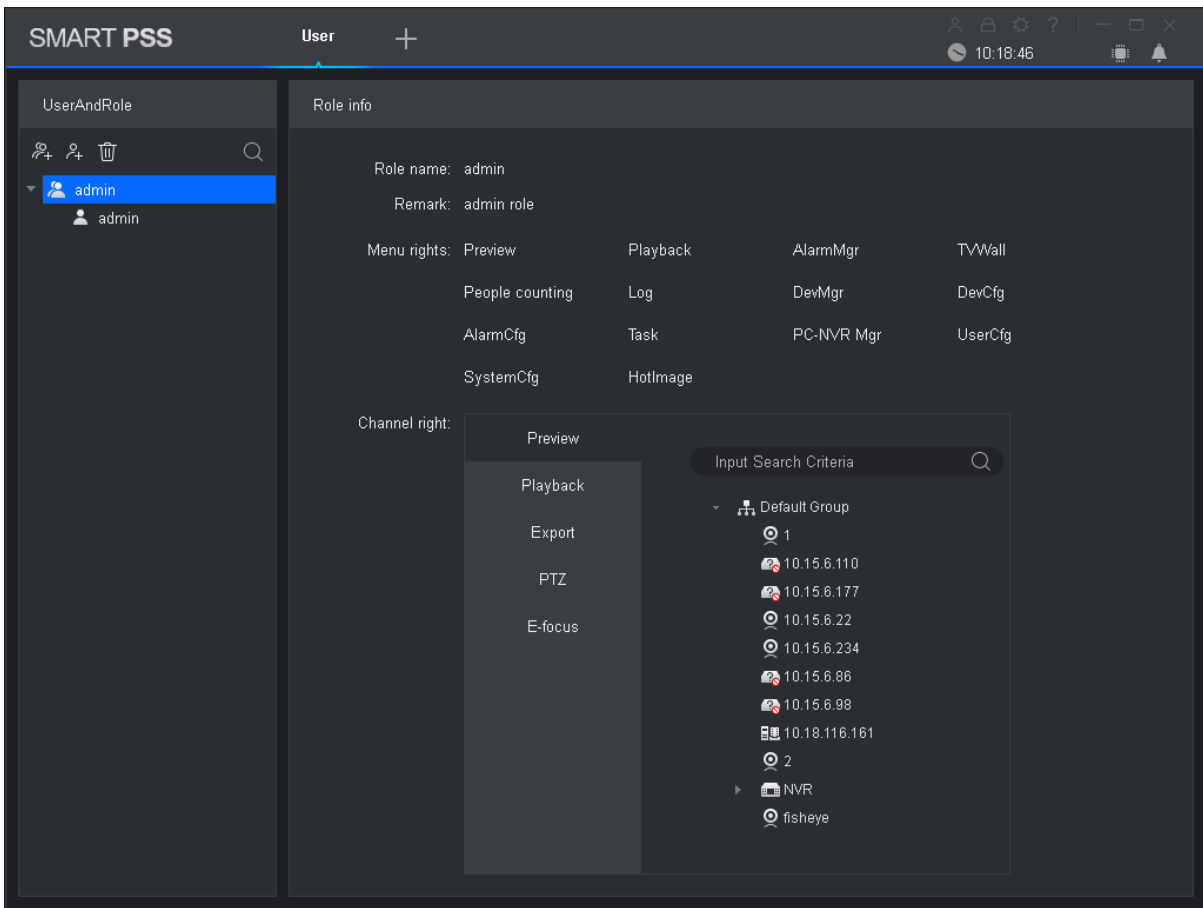 SMART PSS
User
10:18:46
UserAndRole
Role info
admin
admin
Role name: admin
Remark: admin role
Menu rights: Preview Playback AlarmMgr TVWall
People counting Log DevMgr DevCfg
AlarmCfg Task PC-NVR Mgr UserCfg
SystemCfg HotImage
Channel right:
Preview
Playback
Export
PTZ
E-focus
Input Search Criteria
Default Group
1
10.15.6.110
10.15.6.177
10.15.6.22
10.15.6.234
10.15.6.86
10.15.6.98
10.18.116.161
2
NVR
fisheye